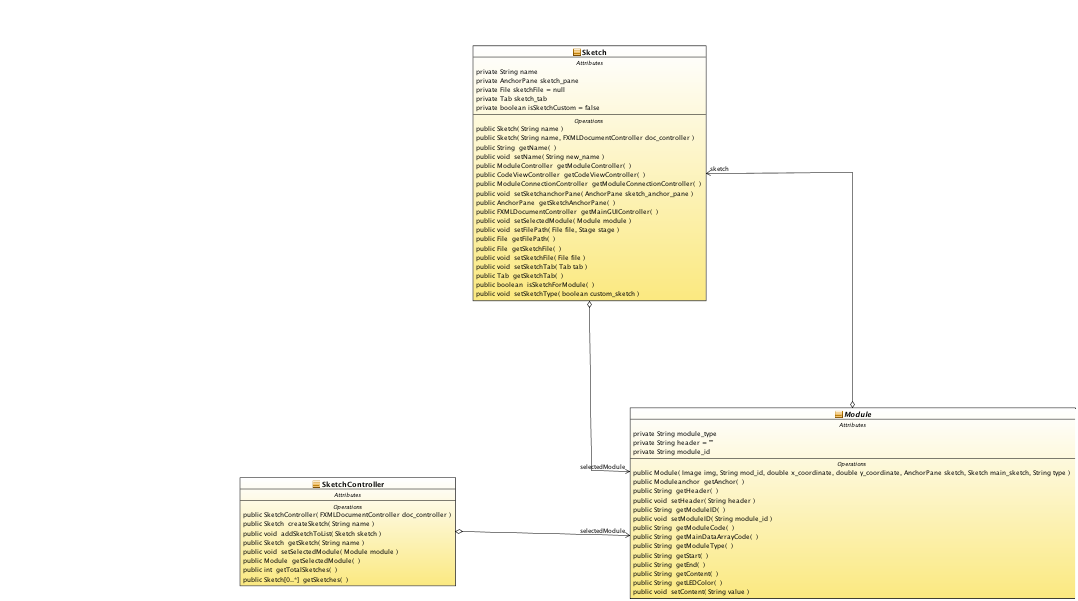 Sketch
Attributes
private String name
private AnchorPane sketch_pane
private File sketchFile = null
private Tab sketch_tab
private boolean isSketchCustom = false
Operations
public Sketch( String name )
public Sketch( String name, FXMLDocumentController doc_controller )
public String getName( )
public void setName( String new_name )
public ModuleController getModuleController( )
public CodeViewController getCodeViewController( )
public ModuleConnectionController getModuleConnectionController( )
public void setSketchanchorPane( AnchorPane sketch_anchor_pane )
public AnchorPane getSketchAnchorPane( )
public FXMLDocumentController getMainGUIController( )
public void setSelectedModule( Module module )
public void setFilePath( File file, Stage stage )
public File getFilePath( )
public File getSketchFile( )
public void setSketchFile( File file )
public void setSketchTab( Tab tab )
public Tab getSketchTab( )
public boolean isSketchForModule( )
public void setSketchType( boolean custom_sketch )
sketch
selectedModule
selectedModule
SketchController
Attributes
Operations
public SketchController( FXMLDocumentController doc_controller )
public Sketch createSketch( String name )
public void addSketchToList( Sketch sketch )
public Sketch getSketch( String name )
public void setSelectedModule( Module module )
public Module getSelectedModule( )
public int getTotalSketches( )
public Sketch[0..*] getSketches( )
Module
Attributes
private String module_type
private String header = ""
private String module_id
Operations
public Module( Image img, String mod_id, double x_coordinate, double y_coordinate, AnchorPane sketch, Sketch main_sketch, String type )
public Moduleanchor getAnchor( )
public String getHeader( )
public void setHeader( String header )
public String getModuleID( )
public void setModuleID( String module_id )
public String getModuleCode( )
public String getMainDataArrayCode( )
public String getModuleType( )
public String getStart( )
public String getEnd( )
public String getContent( )
public String getLEDColor( )
public void setContent( String value )